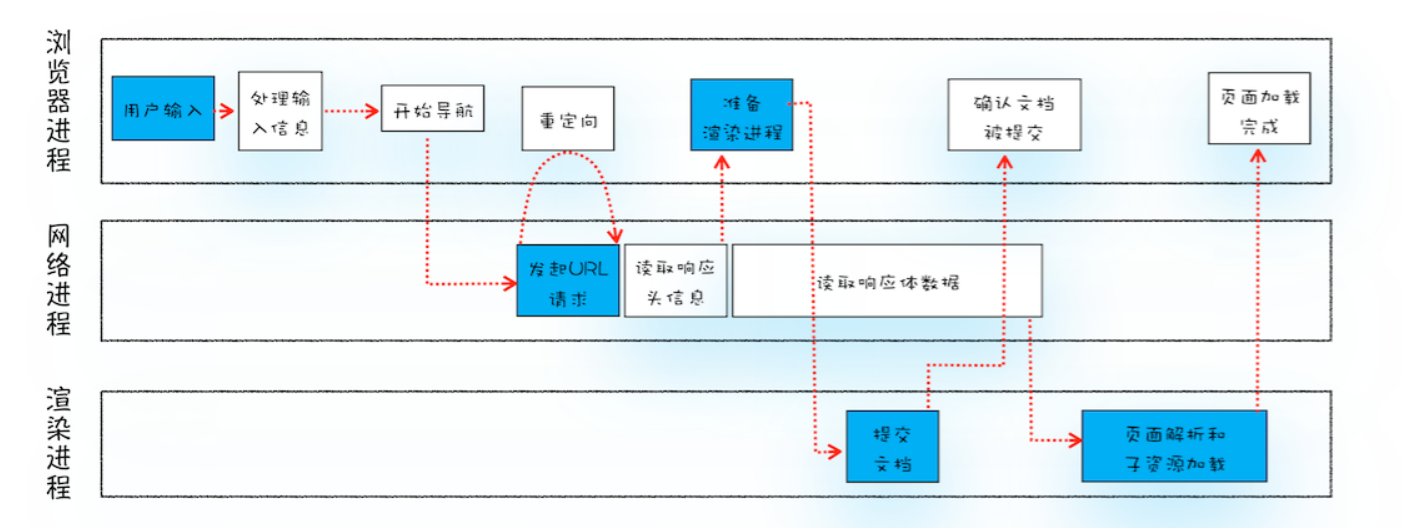 浏览器进程
用户输入
处理输
入信息
开始导航
重定向
准备
渲染进程
确认文档
被提交
页面加载
完成
网络进程
发起URL
请求
读取响应
头信息
读取响应体数据
渲染进程
提交
文档
页面解析和
子资源加载